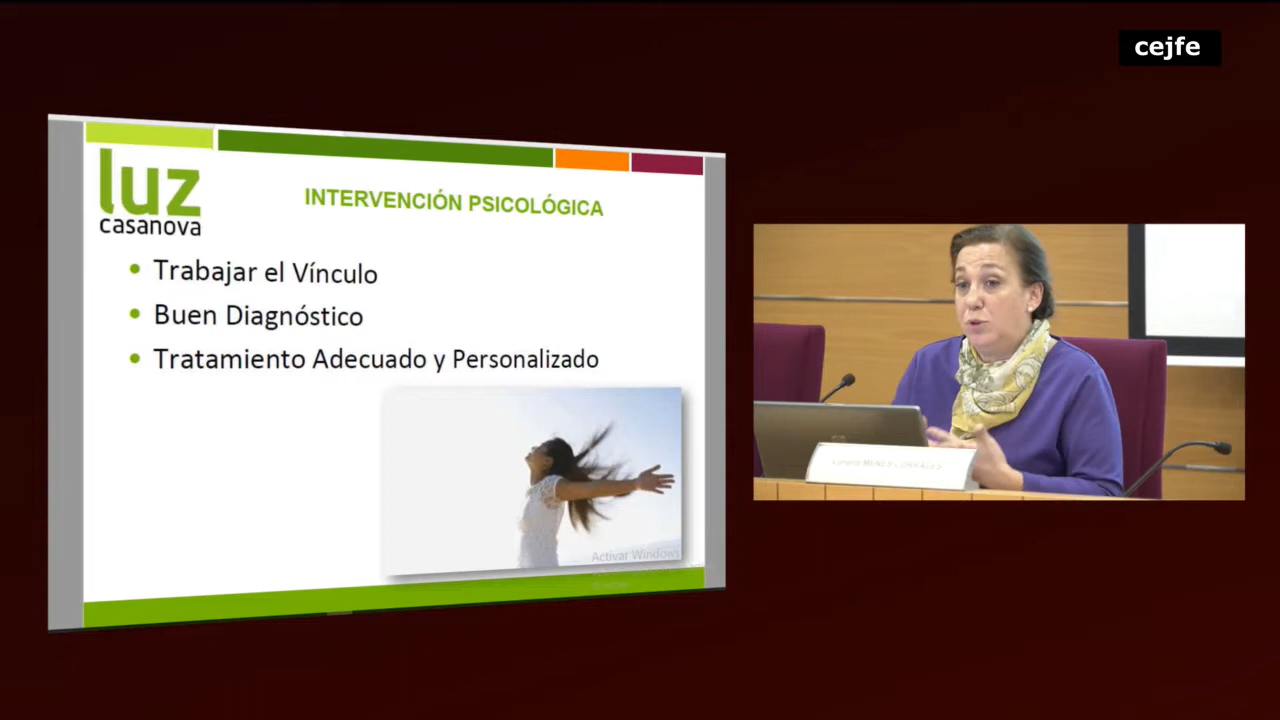 cejfe
luz
casanova
INTERVENCIÓN PSICOLÓGICA
• Trabajar el Vínculo
• Buen Diagnóstico
• Tratamiento Adecuado y Personalizado
Activar Windows